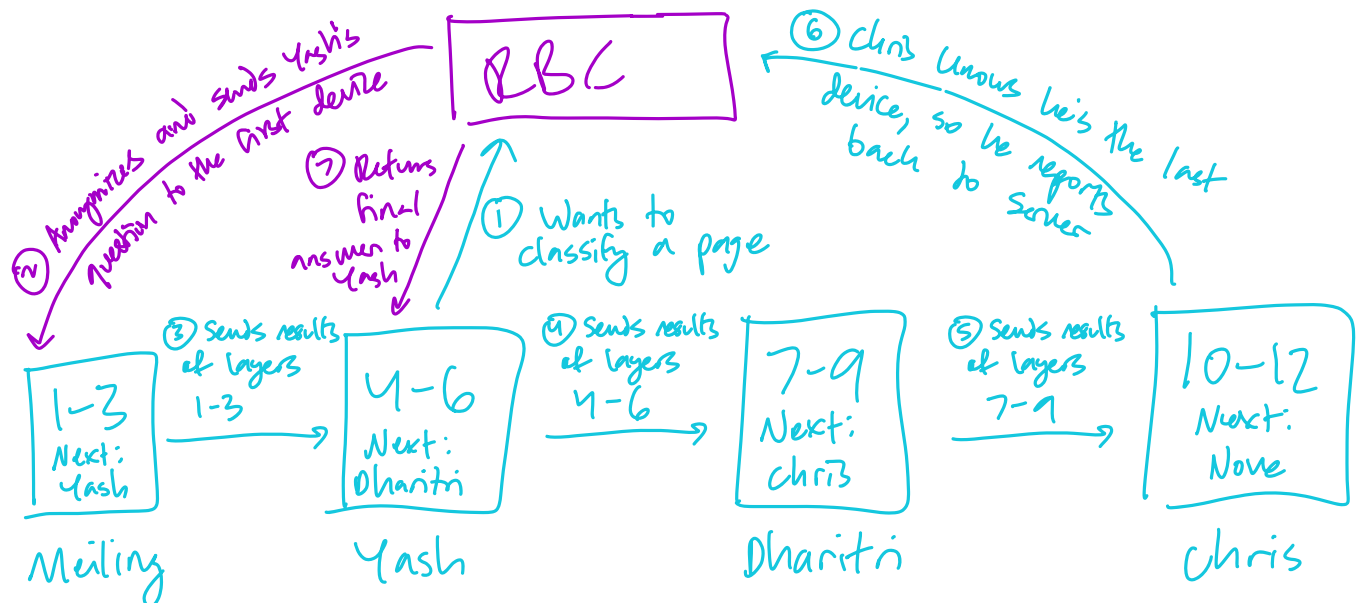 RBC
② Anonymizes and sends Yash's
question to the first device
⑦ Returns
final
answer to
Yash
① Wants to
classify a page
⑥ Chris knows he's the last
device, so he reports
back to
server
1-3
Next:
Yash
Meiling
③ Sends results
of layers
1-3
4-6
Next:
Dharitri
Yash
④ Sends results
of layers
4-6
7-9
Next:
Chris
Dharitri
⑤ Sends results
of layers
7-9
10-12
Next:
None
Chris